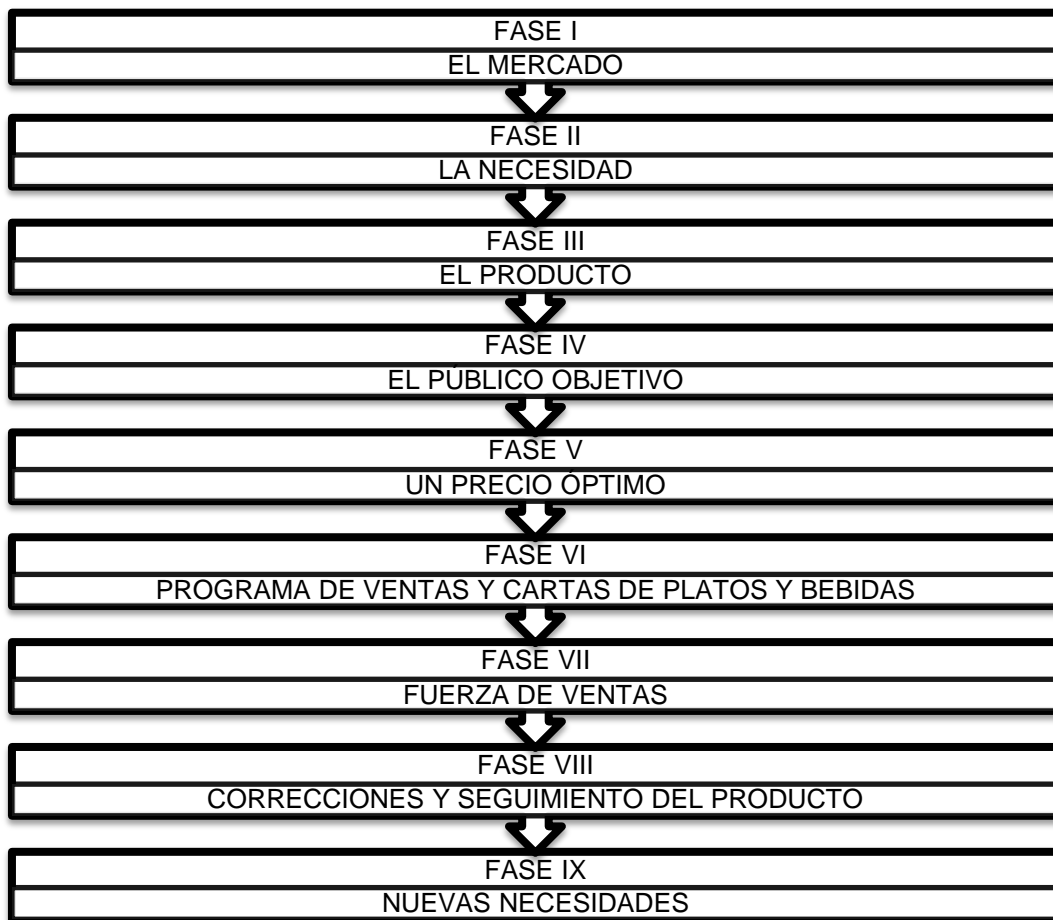 FASE I
EL MERCADO
FASE II
LA NECESIDAD
FASE III
EL PRODUCTO
FASE IV
EL PÚBLICO OBJETIVO
FASE V
UN PRECIO ÓPTIMO
FASE VI
PROGRAMA DE VENTAS Y CARTAS DE PLATOS Y BEBIDAS
FASE VII
FUERZA DE VENTAS
FASE VIII
CORRECCIONES Y SEGUIMIENTO DEL PRODUCTO
FASE IX
NUEVAS NECESIDADES